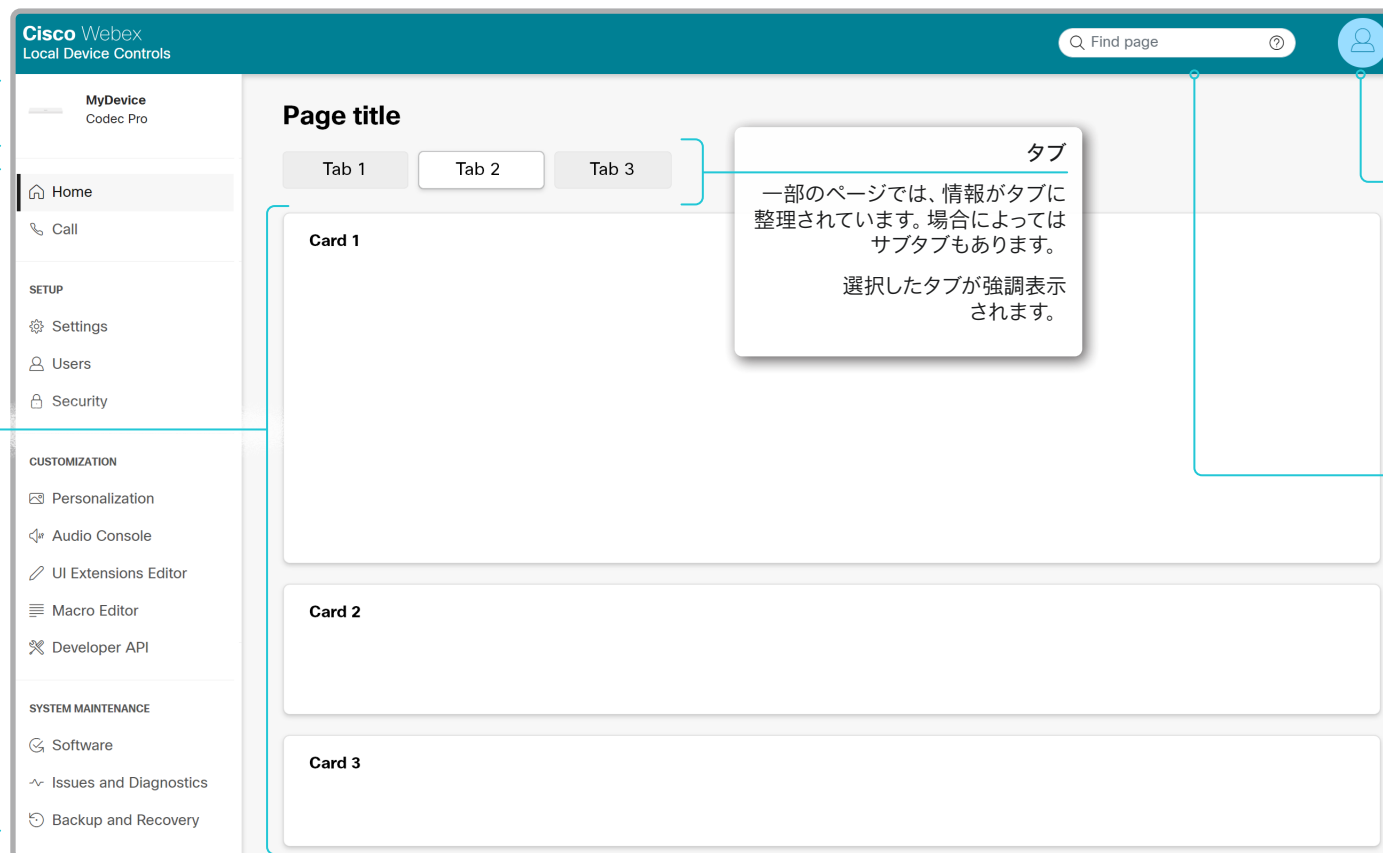 Cisco Webex
Local Device Controls
Find page
MyDevice
Codec Pro
Home
Call
SETUP
Settings
Users
Security
CUSTOMIZATION
Personalization
Audio Console
UI Extensions Editor
Macro Editor
Developer API
SYSTEM MAINTENANCE
Software
Issues and Diagnostics
Backup and Recovery
Page title
Tab 1
Tab 2
Tab 3
タブ
一部のページでは、情報がタブに
整理されています。場合によっては
サブタブもあります。
選択したタブが強調表示
されます。
Card 1
Card 2
Card 3